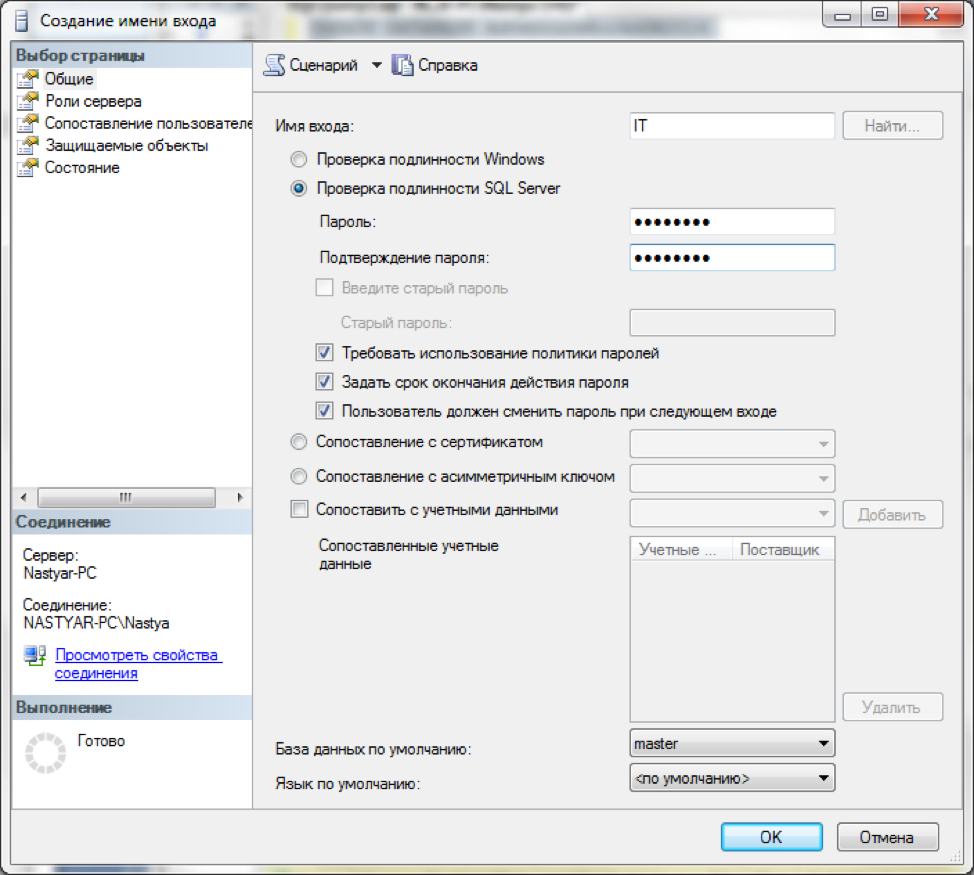 Создание имени входа
Выбор страницы
Общие
Роли сервера
Сопоставление пользователе
Защищаемые объекты
Состояние
Сценарий
Справка
Имя входа:
IT
Найти...
Проверка подлинности Windows
Проверка подлинности SQL Server
Пароль:
●●●●●●●●
Подтверждение пароля:
●●●●●●●●
Введите старый пароль
Старый пароль:
Требовать использование политики паролей
Задать срок окончания действия пароля
Пользователь должен сменить пароль при следующем входе
Сопоставление с сертификатом
Сопоставление с асимметричным ключом
Сопоставить с учетными данными
Добавить
Сопоставленные учетные
данные
Учетные ...
Поставщик
Удалить
База данных по умолчанию:
master
Язык по умолчанию:
<по умолчанию>
Соединение
Сервер:
Nastyar-PC
Соединение:
NASTYAR-PC\Nastya
Просмотреть свойства
соединения
Выполнение
Готово
OK
Отмена